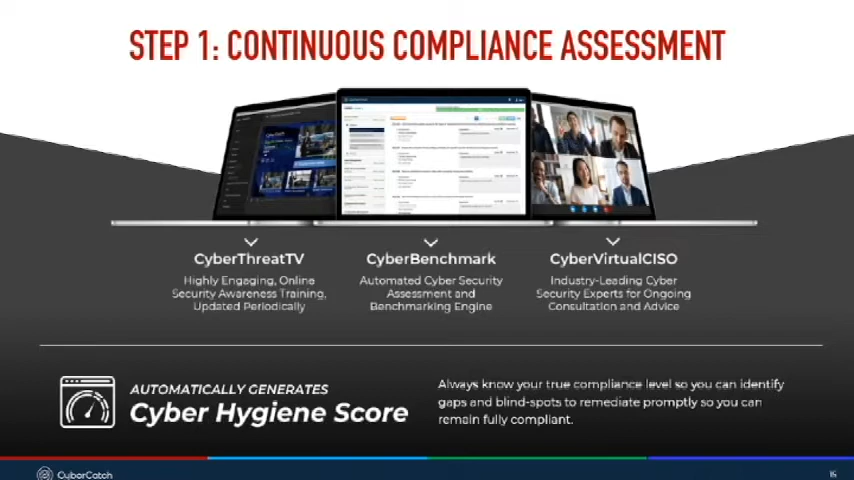 STEP 1: CONTINUOUS COMPLIANCE ASSESSMENT
CyberThreatTV
Highly Engaging, Online
Security Awareness Training,
Updated Periodically
CyberBenchmark
Automated Cyber Security
Assessment and
Benchmarking Engine
CyberVirtualCISO
Industry-Leading Cyber
Security Experts for Ongoing
Consultation and Advice
AUTOMATICALLY GENERATES
Cyber Hygiene Score
Always know your true compliance level so you can identify
gaps and blind-spots to remediate promptly so you can
remain fully compliant.
CyberCatch